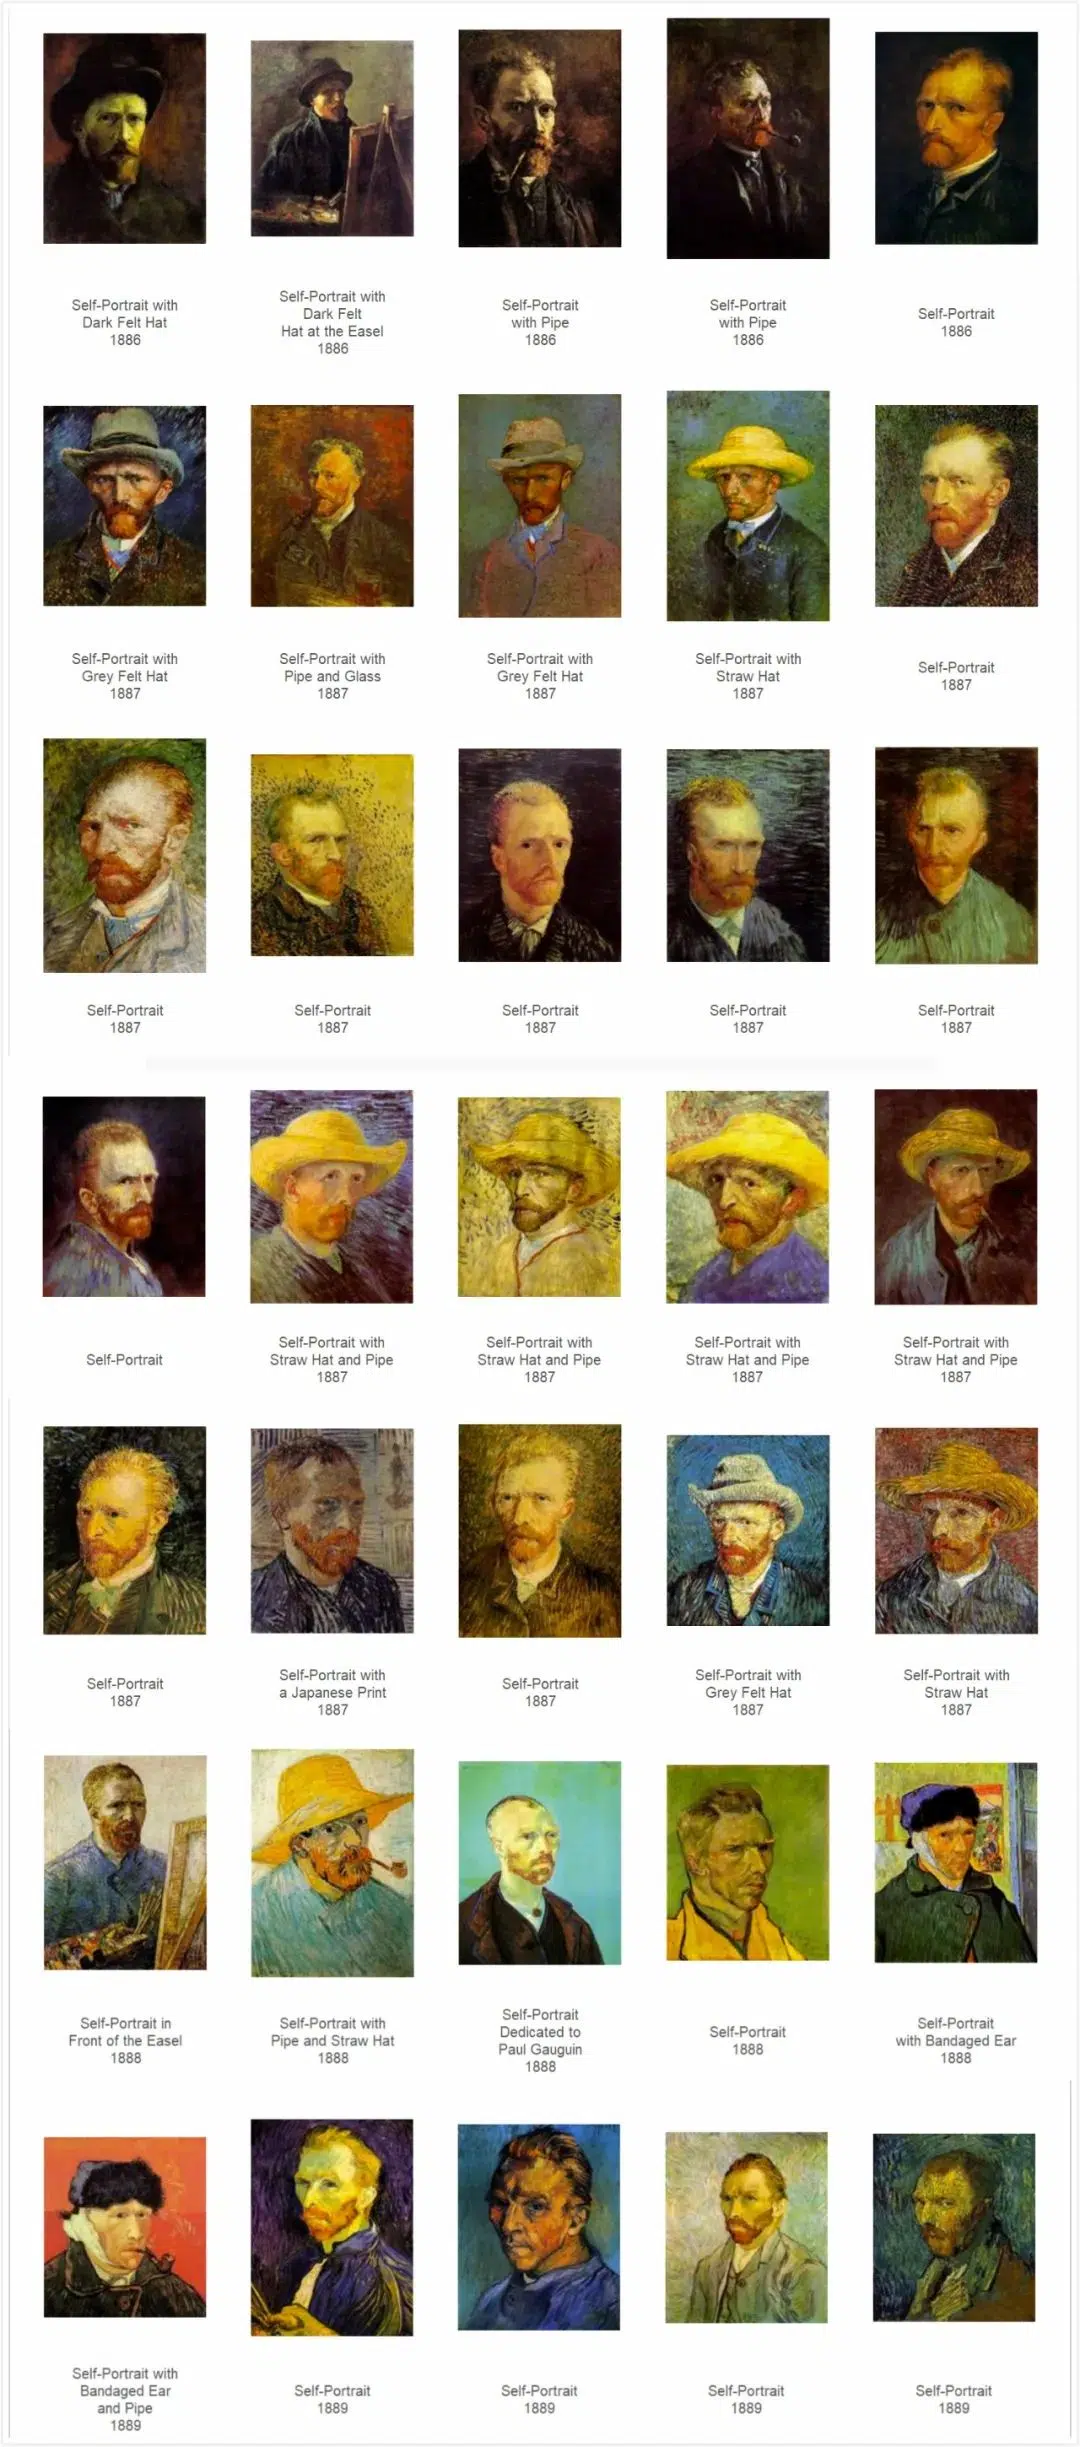 Self-Portrait with
Dark Felt Hat
1886
Self-Portrait with
Dark Felt
Hat at the Easel
1886
Self-Portrait
with Pipe
1886
Self-Portrait
with Pipe
1886
Self-Portrait
1886
Self-Portrait with
Grey Felt Hat
1887
Self-Portrait with
Pipe and Glass
1887
Self-Portrait with
Grey Felt Hat
1887
Self-Portrait with
Straw Hat
1887
Self-Portrait
1887
Self-Portrait
1887
Self-Portrait
1887
Self-Portrait
1887
Self-Portrait
1887
Self-Portrait
1887
Self-Portrait
Self-Portrait with
Straw Hat and Pipe
1887
Self-Portrait with
Straw Hat and Pipe
1887
Self-Portrait with
Straw Hat and Pipe
1887
Self-Portrait with
Straw Hat and Pipe
1887
Self-Portrait
1887
Self-Portrait with
a Japanese Print
1887
Self-Portrait
1887
Self-Portrait with
Grey Felt Hat
1887
Self-Portrait with
Straw Hat
1887
Self-Portrait in
Front of the Easel
1888
Self-Portrait with
Pipe and Straw Hat
1888
Self-Portrait
Dedicated to
Paul Gauguin
1888
Self-Portrait
1888
Self-Portrait
with Bandaged Ear
1888
Self-Portrait with
Bandaged Ear
and Pipe
1889
Self-Portrait
1889
Self-Portrait
1889
Self-Portrait
1889
Self-Portrait
1889